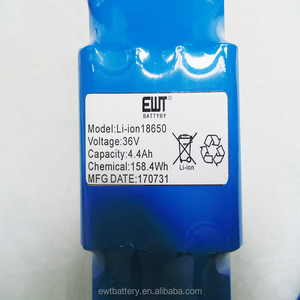 EWT
BATTYRY
Model:Li-ion18650
Voltage:36V
Capacity:4.4Ah
Chemical:158.4Wh
MFG DATE:170731
Li-ion
ewtbattery.en.alibaba.com